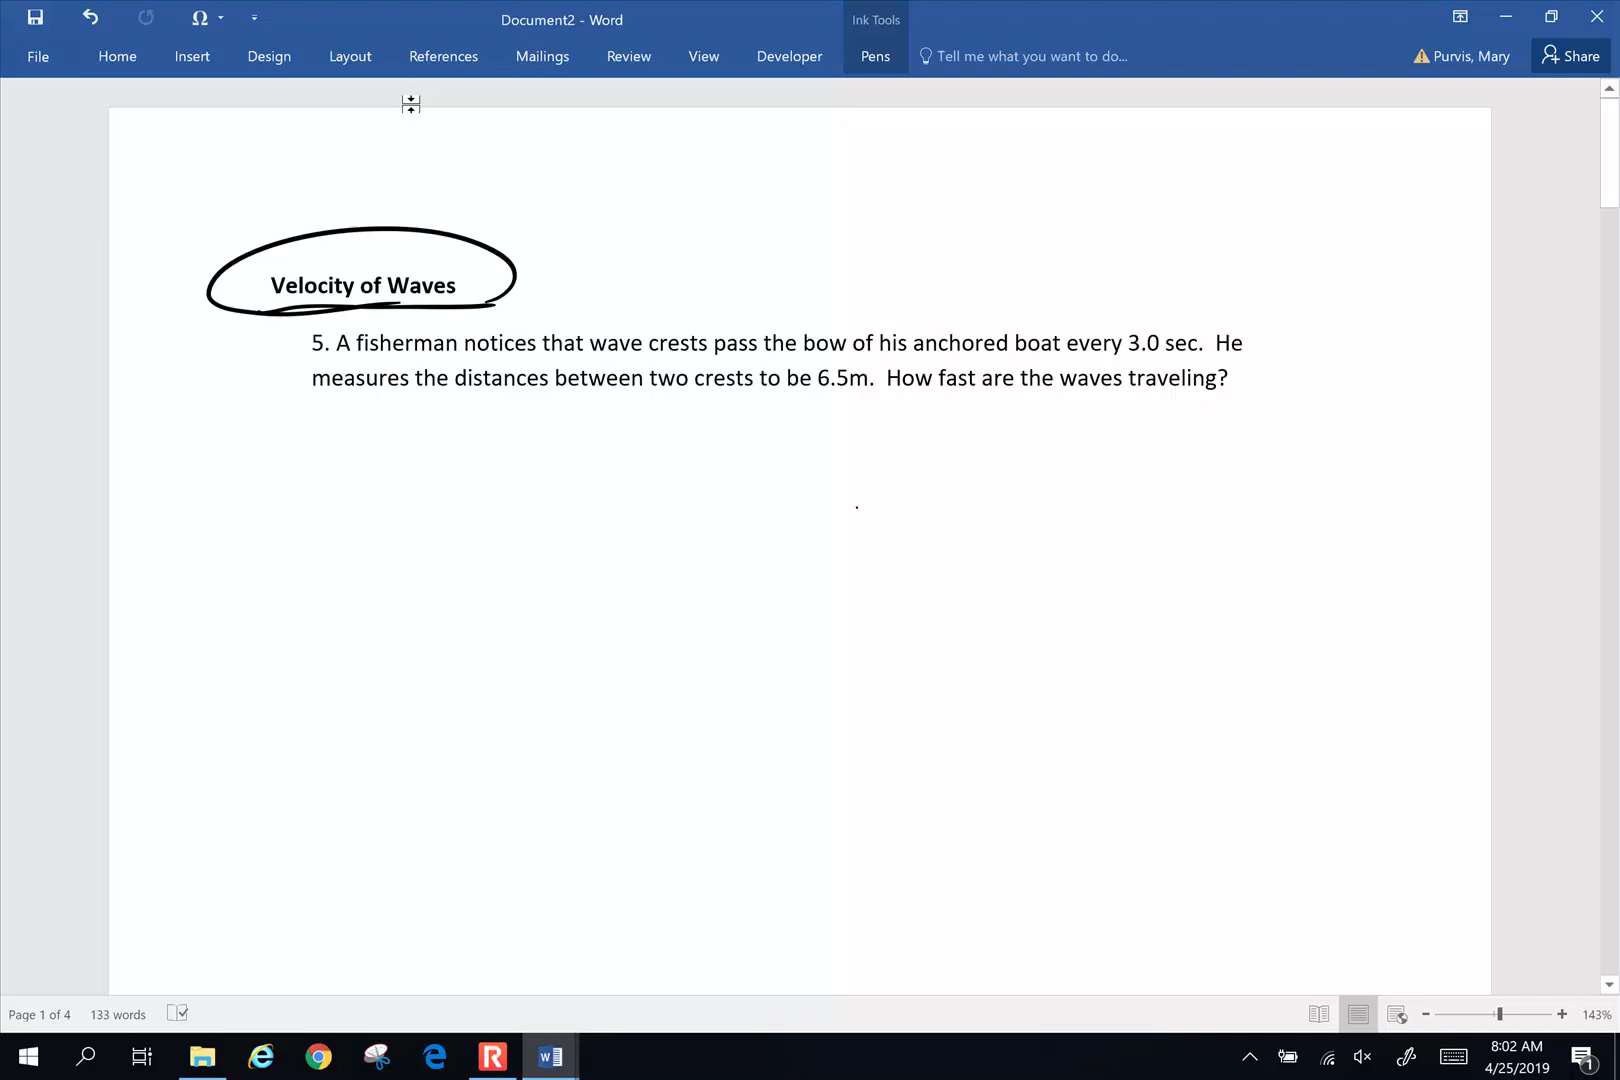 Document2 - Word
Ink Tools
File Home Insert Design Layout References Mailings Review View Developer Pens Tell me what you want to do... Purvis, Mary Share
Velocity of Waves
5. A fisherman notices that wave crests pass the bow of his anchored boat every 3.0 sec. He
measures the distances between two crests to be 6.5m. How fast are the waves traveling?
Page 1 of 4 133 words 143%
8:02 AM
4/25/2019
1